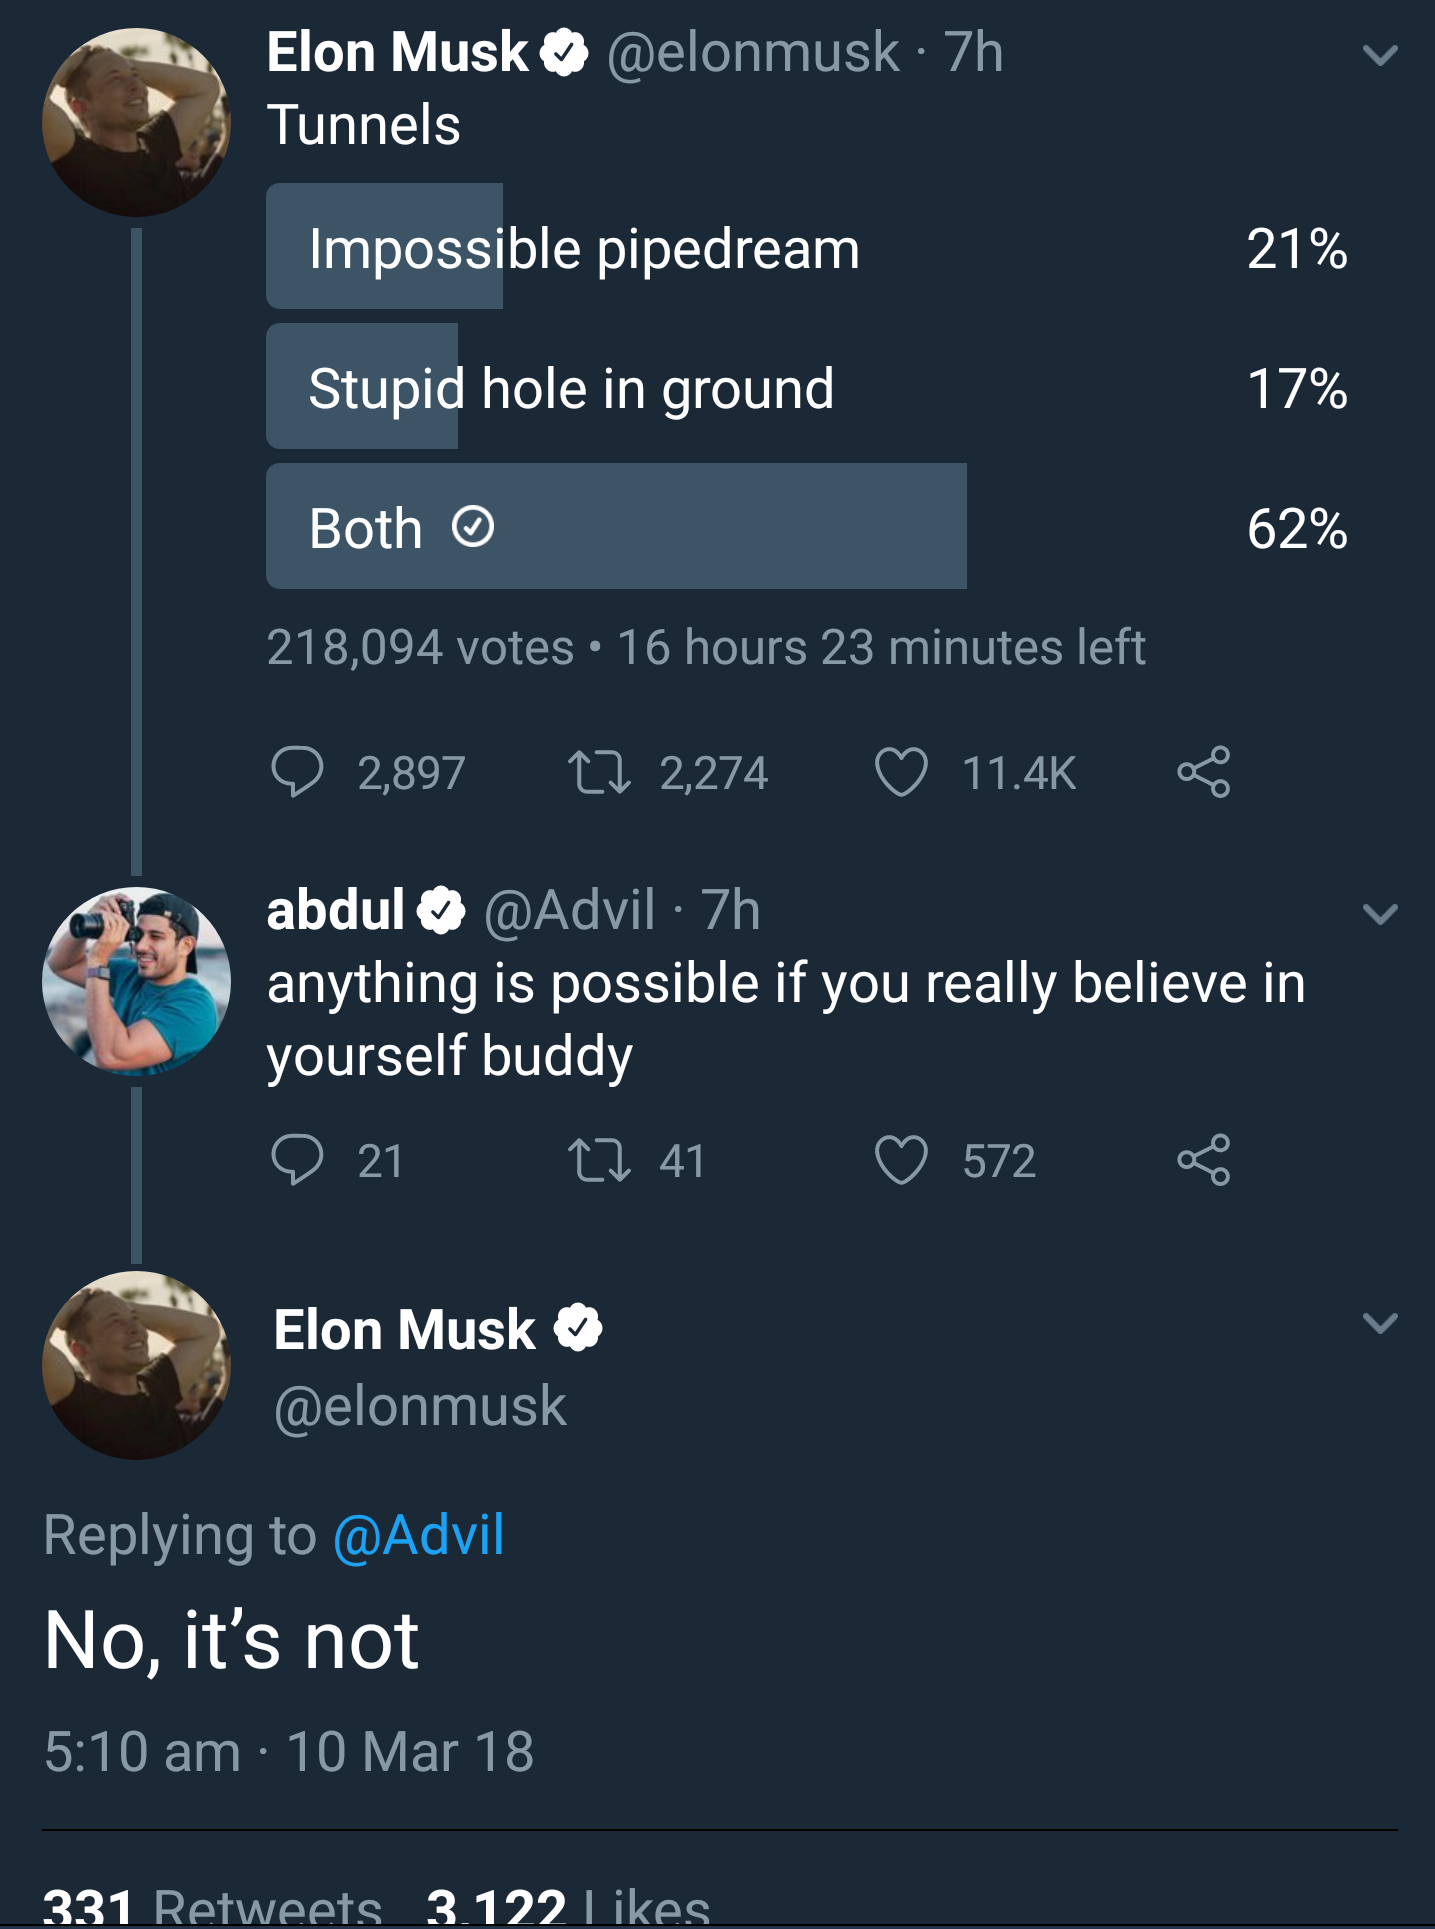 Elon Musk @elonmusk · 7h
Tunnels
Impossible pipedream 21%
Stupid hole in ground 17%
Both 62%
218,094 votes • 16 hours 23 minutes left
2,897 2,274 11.4K
abdul @Advil · 7h
anything is possible if you really believe in
yourself buddy
21 41 572
Elon Musk
@elonmusk
Replying to @Advil
No, it’s not
5:10 am · 10 Mar 18
331 Retweets 3,122 Likes